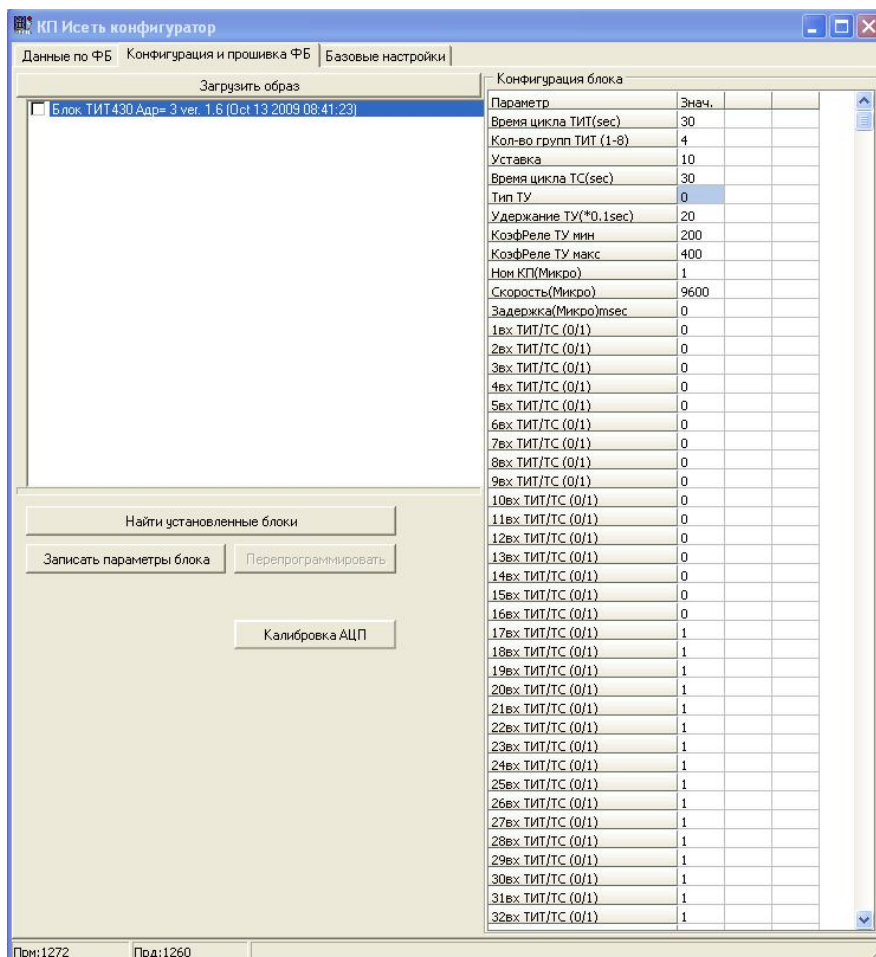 КП Исеть конфигуратор
Данные по ФБ Конфигурация и прошивка ФБ Базовые настройки
Загрузить образ
Блок ТИТ430 Адр= 3 ver. 1.6 (Oct 13 2009 08:41:23)
Найти установленные блоки
Записать параметры блока Перепрограммировать
Калибровка АЦП
Конфигурация блока
Параметр Знач.
Время цикла ТИТ(sec) 30
Кол-во групп ТИТ (1-8) 4
Уставка 10
Время цикла ТС(sec) 30
Тип ТУ 0
Удержание ТУ(*0.1sec) 20
КоэфРеле ТУ мин 200
КоэфРеле ТУ макс 400
Ном КП(Микро) 1
Скорость(Микро) 9600
Задержка(Микро)msec 0
1вх ТИТ/ТС (0/1) 0
2вх ТИТ/ТС (0/1) 0
3вх ТИТ/ТС (0/1) 0
4вх ТИТ/ТС (0/1) 0
5вх ТИТ/ТС (0/1) 0
6вх ТИТ/ТС (0/1) 0
7вх ТИТ/ТС (0/1) 0
8вх ТИТ/ТС (0/1) 0
9вх ТИТ/ТС (0/1) 0
10вх ТИТ/ТС (0/1) 0
11вх ТИТ/ТС (0/1) 0
12вх ТИТ/ТС (0/1) 0
13вх ТИТ/ТС (0/1) 0
14вх ТИТ/ТС (0/1) 0
15вх ТИТ/ТС (0/1) 0
16вх ТИТ/ТС (0/1) 0
17вх ТИТ/ТС (0/1) 1
18вх ТИТ/ТС (0/1) 1
19вх ТИТ/ТС (0/1) 1
20вх ТИТ/ТС (0/1) 1
21вх ТИТ/ТС (0/1) 1
22вх ТИТ/ТС (0/1) 1
23вх ТИТ/ТС (0/1) 1
24вх ТИТ/ТС (0/1) 1
25вх ТИТ/ТС (0/1) 1
26вх ТИТ/ТС (0/1) 1
27вх ТИТ/ТС (0/1) 1
28вх ТИТ/ТС (0/1) 1
29вх ТИТ/ТС (0/1) 1
30вх ТИТ/ТС (0/1) 1
31вх ТИТ/ТС (0/1) 1
32вх ТИТ/ТС (0/1) 1
Прм:1272 Прд:1260